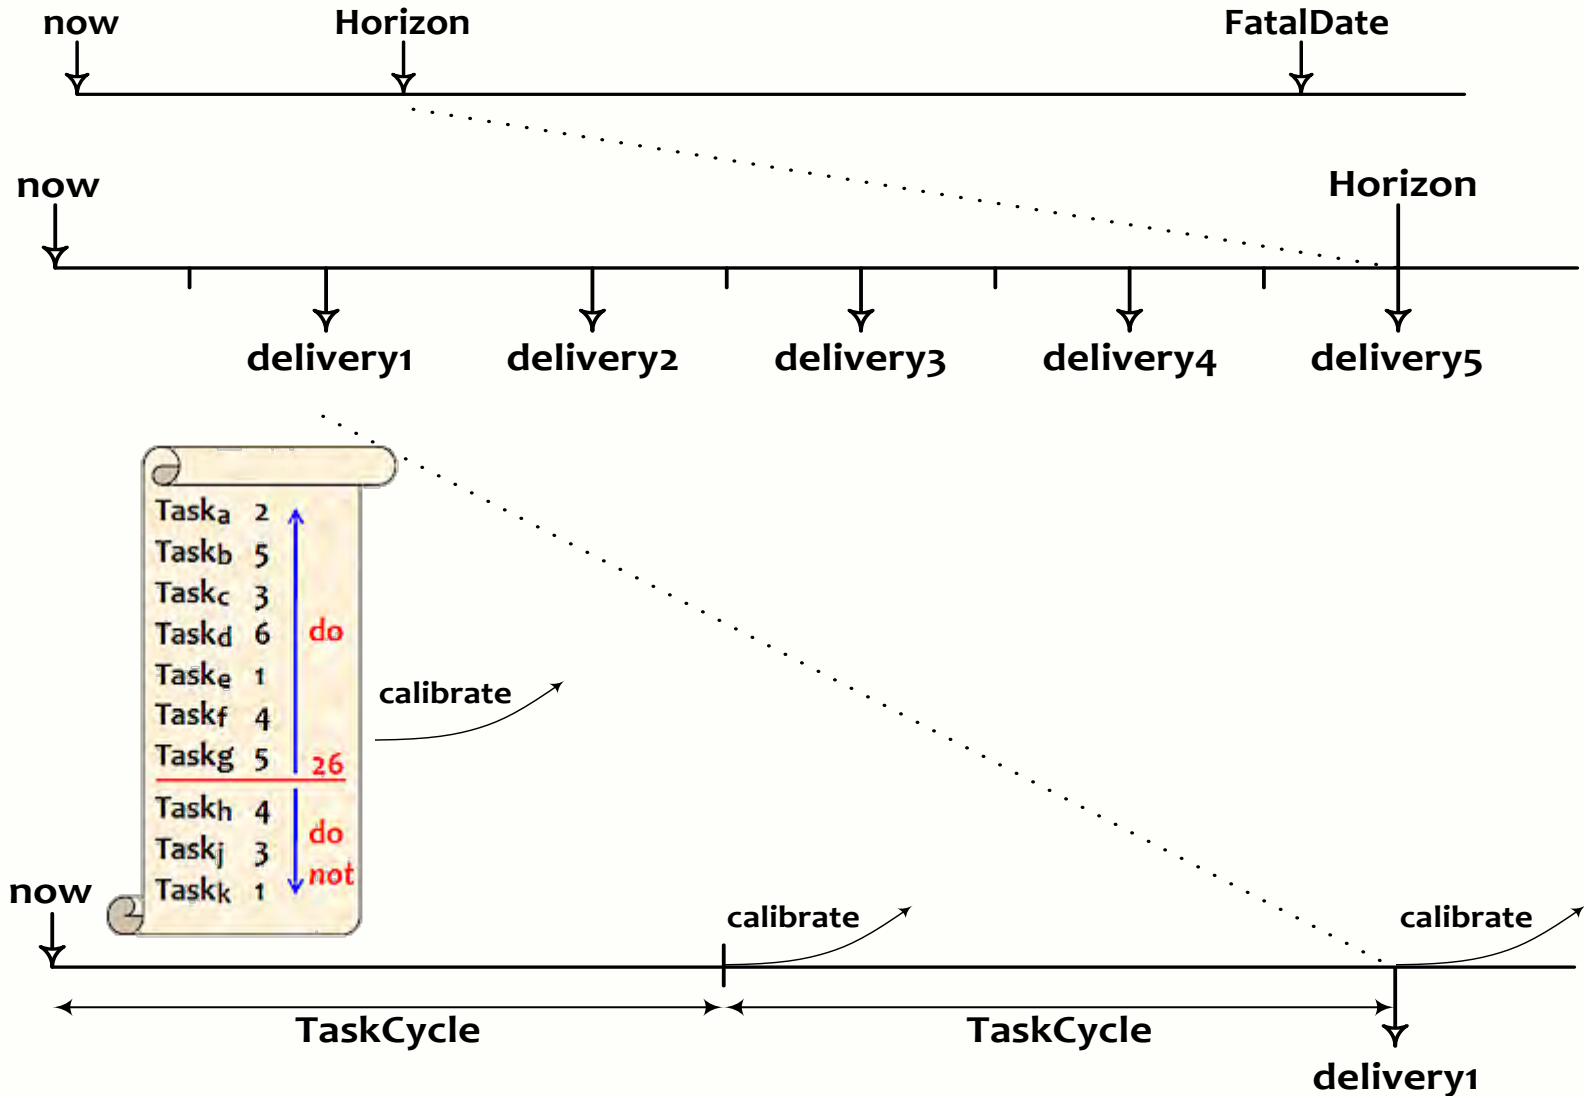 now Horizon FatalDate
now Horizon
delivery1 delivery2 delivery3 delivery4 delivery5
Taska 2
Taskb 5
Taskc 3
Taskd 6 do
Taske 1
calibrate
Taskf 4
Taskg 5 26
Taskh 4
do
Taskj 3
not
Taskk 1
now
calibrate calibrate
TaskCycle TaskCycle
delivery1